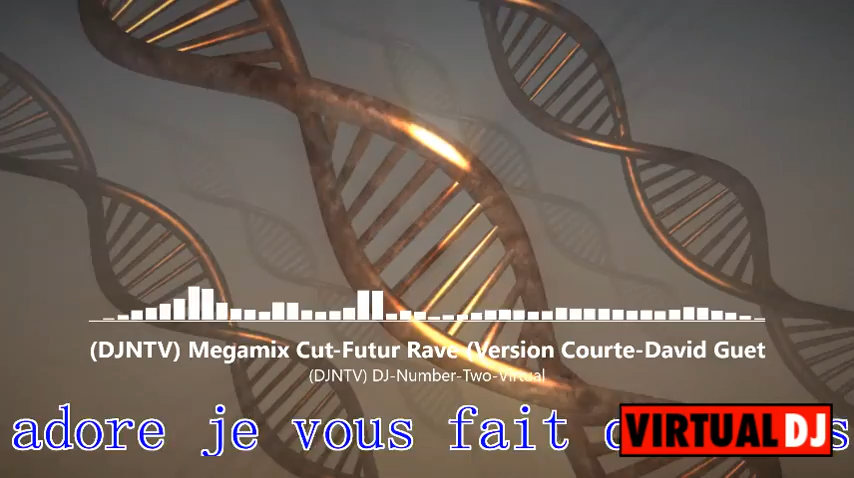 (DJNTV) Megamix Cut-Futur Rave (Version Courte-David Guet
(DJNTV) DJ-Number-Two-Virtual
adore je vous fait
VIRTUAL DJ